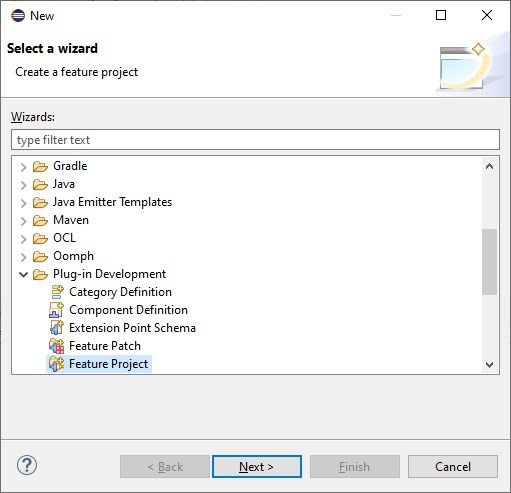 New
Select a wizard
Create a feature project
Wizards:
type filter text
Gradle
Java
Java Emitter Templates
Maven
OCL
Oomph
Plug-in Development
Category Definition
Component Definition
Extension Point Schema
Feature Patch
Feature Project
?
< Back Next > Finish Cancel